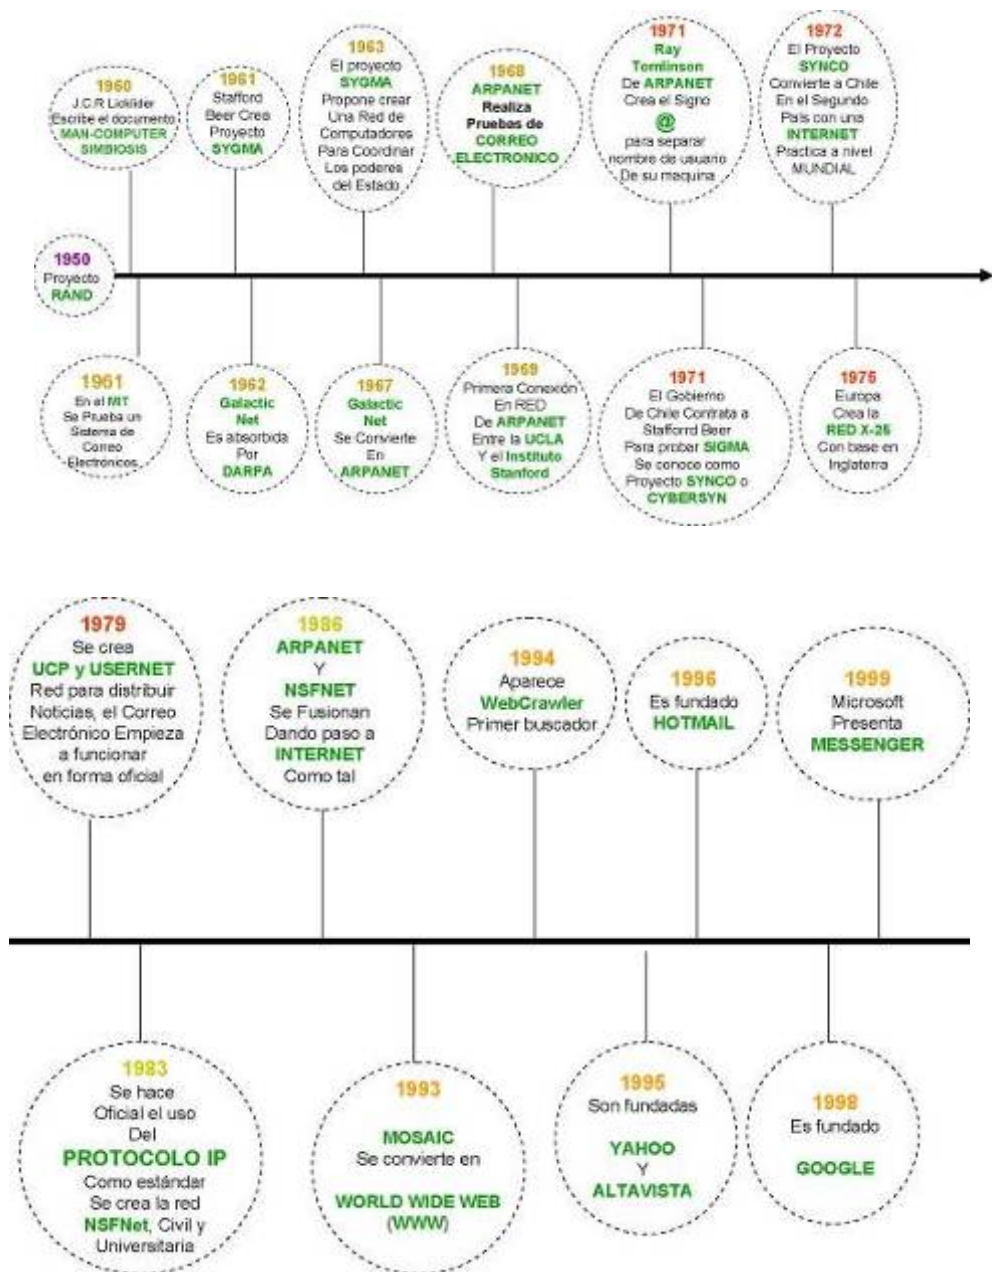 1950
Proyecto
RAND
1960
J.C.R Licklider
Escribe el documento
MAN-COMPUTER
SIMBIOSIS
1961
En el MIT
Se Prueba un
Sistema de
Correo
Electrónicos
1961
Stafford
Beer Crea
Proyecto
SYGMA
1962
Galactic
Net
Es absorbida
Por
DARPA
1963
El proyecto
SYGMA
Propone crear
Una Red de
Computadores
Para Coordinar
Los poderes
del Estado
1967
Galactic
Net
Se Convierte
En
ARPANET
1968
ARPANET
Realiza
Pruebas de
CORREO
ELECTRONICO
1969
Primera Conexión
En RED
De ARPANET
Entre la UCLA
Y el Instituto
Stanford
1971
Ray
Tomlinson
De ARPANET
Crea el Signo
@
para separar
nombre de usuario
De su maquina
1971
El Gobierno
De Chile Contrata a
Stafforrd Beer
Para probar SIGMA
Se conoce como
Proyecto SYNCO o
CYBERSYN
1972
El Proyecto
SYNCO
Convierte a Chile
En el Segundo
País con una
INTERNET
Practica a nivel
MUNDIAL
1975
Europa
Crea la
RED X-25
Con base en
Inglaterra
1979
Se crea
UCP y USERNET
Red para distribuir
Noticias, el Correo
Electrónico Empieza
a funcionar
en forma oficial
1983
Se hace
Oficial el uso
Del
PROTOCOLO IP
Como estándar
Se crea la red
NSFNet, Civil y
Universitaria
1986
ARPANET
Y
NSFNET
Se Fusionan
Dando paso a
INTERNET
Como tal
1993
MOSAIC
Se convierte en
WORLD WIDE WEB
(WWW)
1994
Aparece
WebCrawler
Primer buscador
1995
Son fundadas
YAHOO
Y
ALTAVISTA
1996
Es fundado
HOTMAIL
1998
Es fundado
GOOGLE
1999
Microsoft
Presenta
MESSENGER